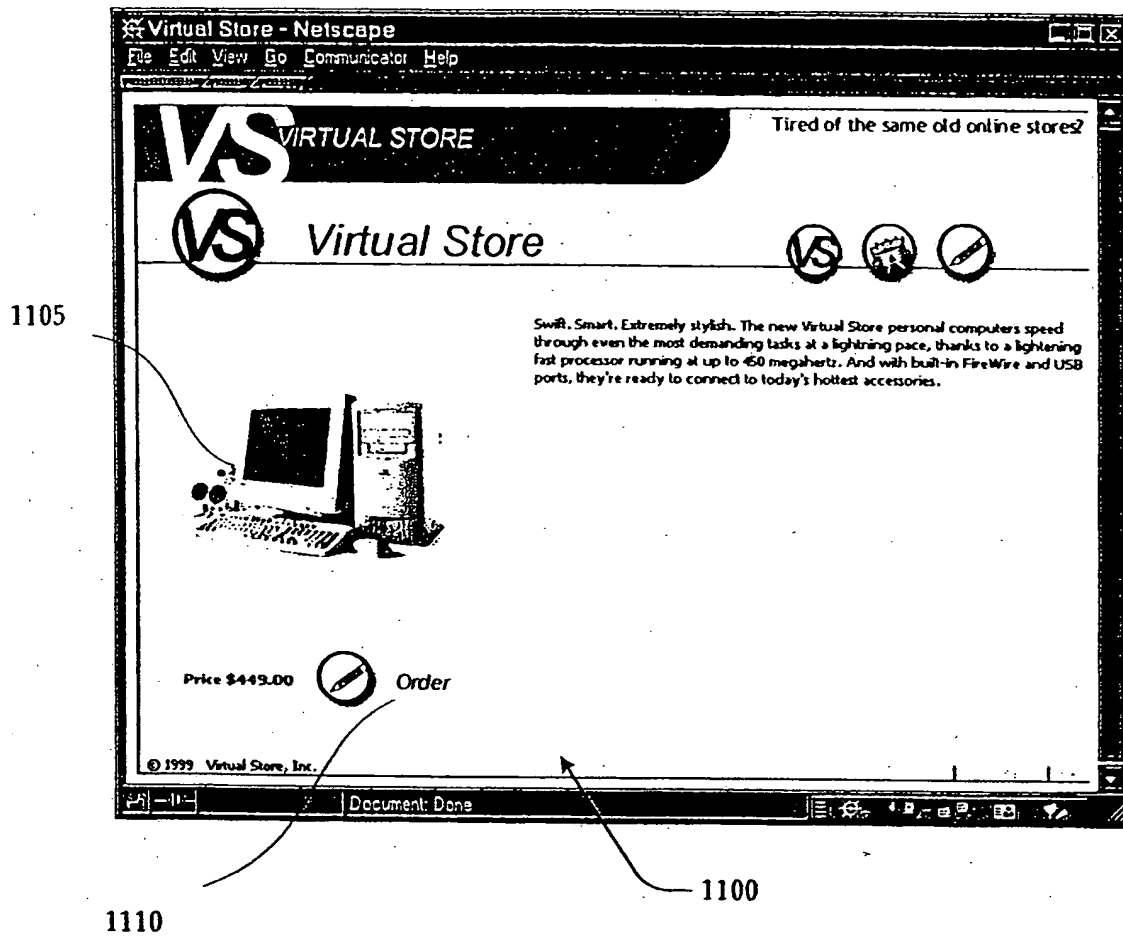 Virtual Store - Netscape
File Edit View Go Communicator Help
VS VIRTUAL STORE
Tired of the same old online stores?
VS Virtual Store
VS
1105
Swift. Smart. Extremely stylish. The new Virtual Store personal computers speed
through even the most demanding tasks at a lightning pace, thanks to a lightening
fast processor running at up to 450 megahertz. And with built-in FireWire and USB
ports, they're ready to connect to today's hottest accessories.
Price $449.00 Order
© 1999 Virtual Store, Inc.
Document: Done
1100
1110